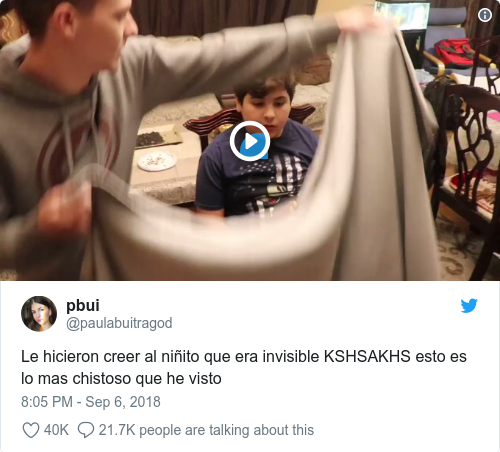 pbui
@paulabuitragod
Le hicieron creer al niñito que era invisible KSHSAKHS esto es
lo mas chistoso que he visto
8:05 PM - Sep 6, 2018
40K 21.7K people are talking about this